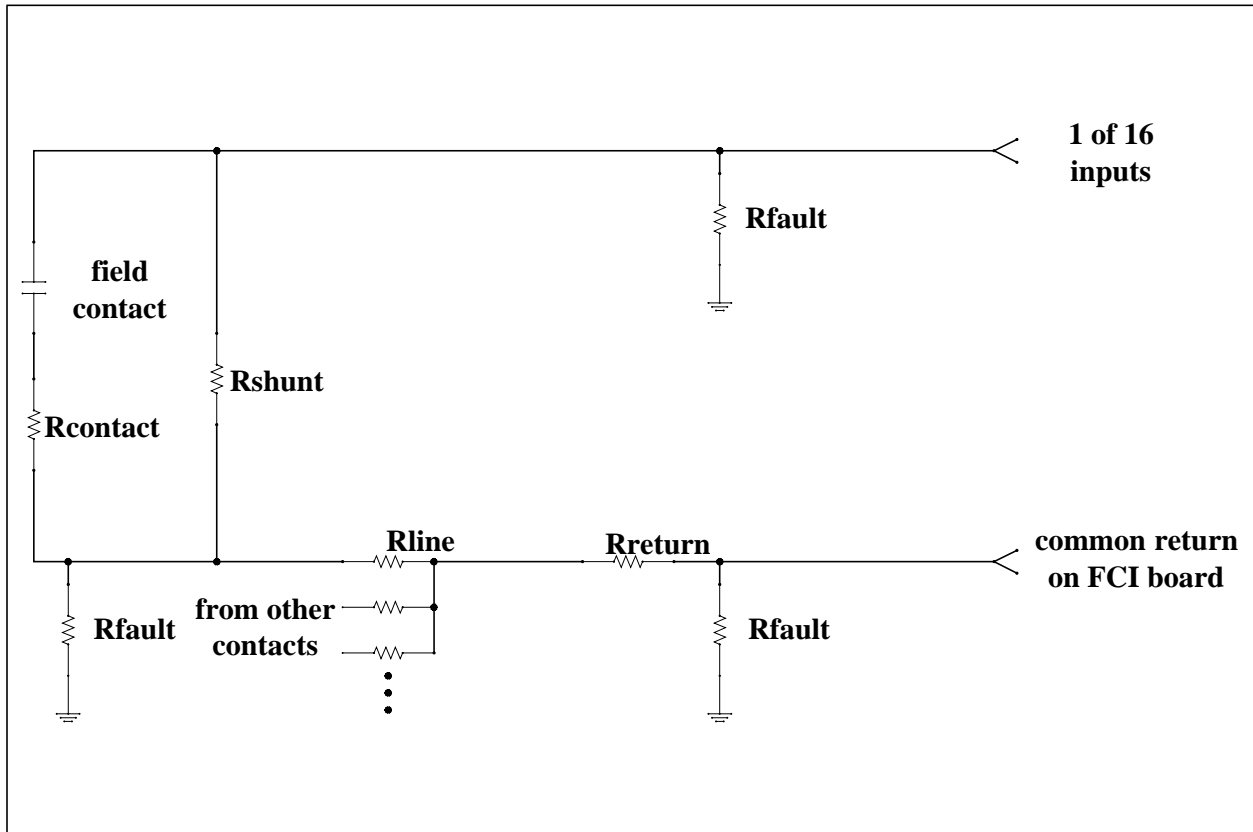 1 of 16
inputs
Rfault
field
contact
Rshunt
Rcontact
Rline
Rreturn
common return
on FCI board
Rfault
from other
contacts
Rfault